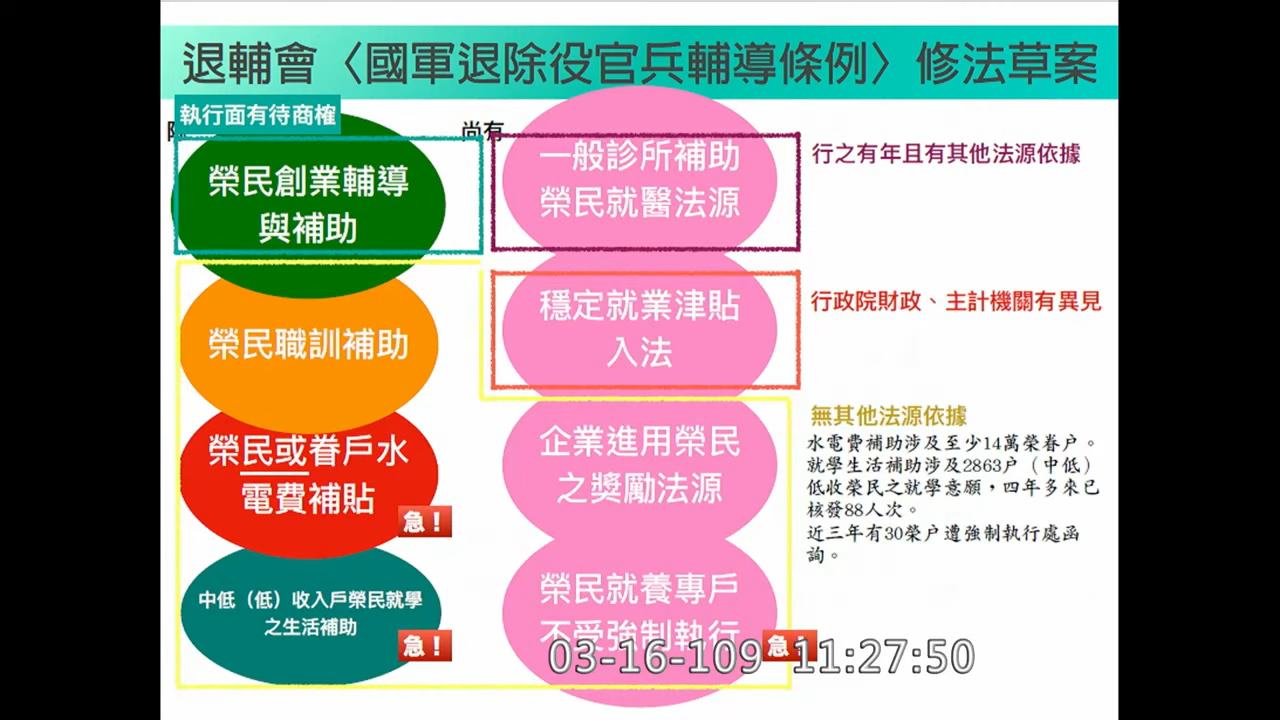 退輔會〈國軍退除役官兵輔導條例〉修法草案
執行面有待商榷
尚有
榮民創業輔導
與補助
榮民職訓補助
榮民或眷戶水
電費補貼
急！
中低（低）收入戶榮民就學
之生活補助
急！
一般診所補助
榮民就醫法源
穩定就業津貼
入法
企業進用榮民
之獎勵法源
榮民就養專戶
不受強制執行
急！
行之有年且有其他法源依據
行政院財政、主計機關有異見
無其他法源依據
水電費補助涉及至少14萬榮眷戶。
就學生活補助涉及2863戶（中低）
低收榮民之就學意願，四年多來已
核發88人次。
近三年有30榮戶遭強制執行處函
詢。
03-16-109 11:27:50